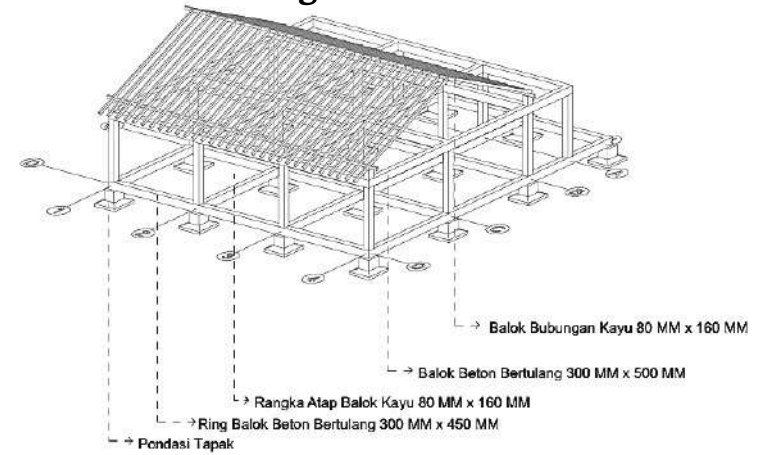 Balok Bubungan Kayu 80 MM x 160 MM
Balok Beton Bertulang 300 MM x 500 MM
Rangka Atap Balok Kayu 80 MM x 160 MM
Ring Balok Beton Bertulang 300 MM x 450 MM
Pondasi Tapak